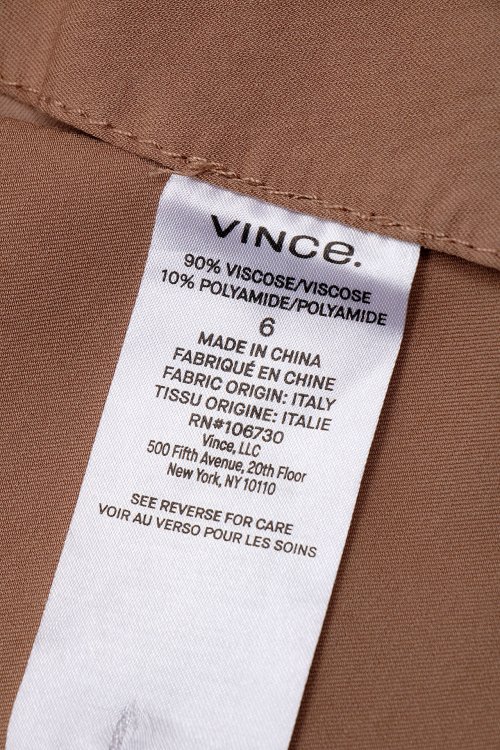 VINCE.
90% VISCOSE/VISCOSE
10% POLYAMIDE/POLYAMIDE
6
MADE IN CHINA
FABRIQUÉ EN CHINE
FABRIC ORIGIN: ITALY
TISSU ORIGINE: ITALIE
RN#106730
Vince, LLC
500 Fifth Avenue, 20th Floor
New York, NY 10110
SEE REVERSE FOR CARE
VOIR AU VERSO POUR LES SOINS